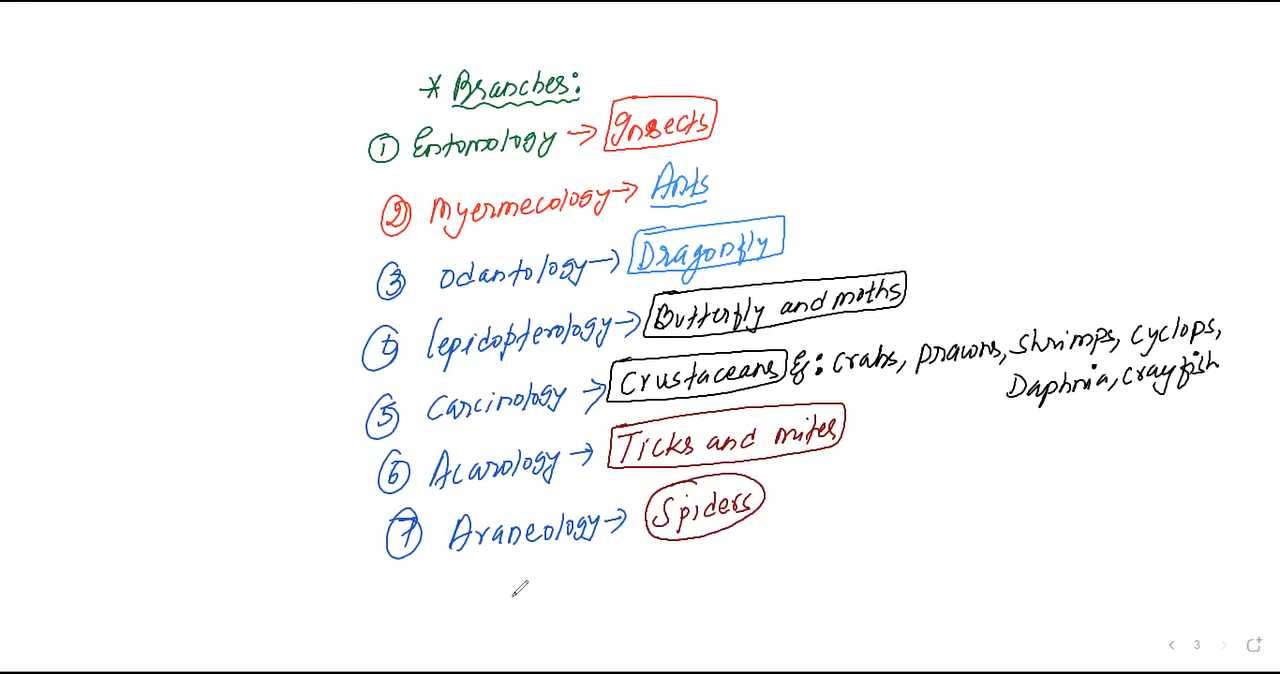 * Branches:
① Entomology → Insects
② Myermecology → Ants
③ Odantology → Dragonfly
④ Lepidopterology → Butterfly and moths
⑤ Carcinology → Crustaceans Eg: Crabs, Prawns, Shrimps, Cyclops,
Daphnia, Crayfish
⑥ Acarology → Ticks and mites
⑦ Araneology → Spiders
3